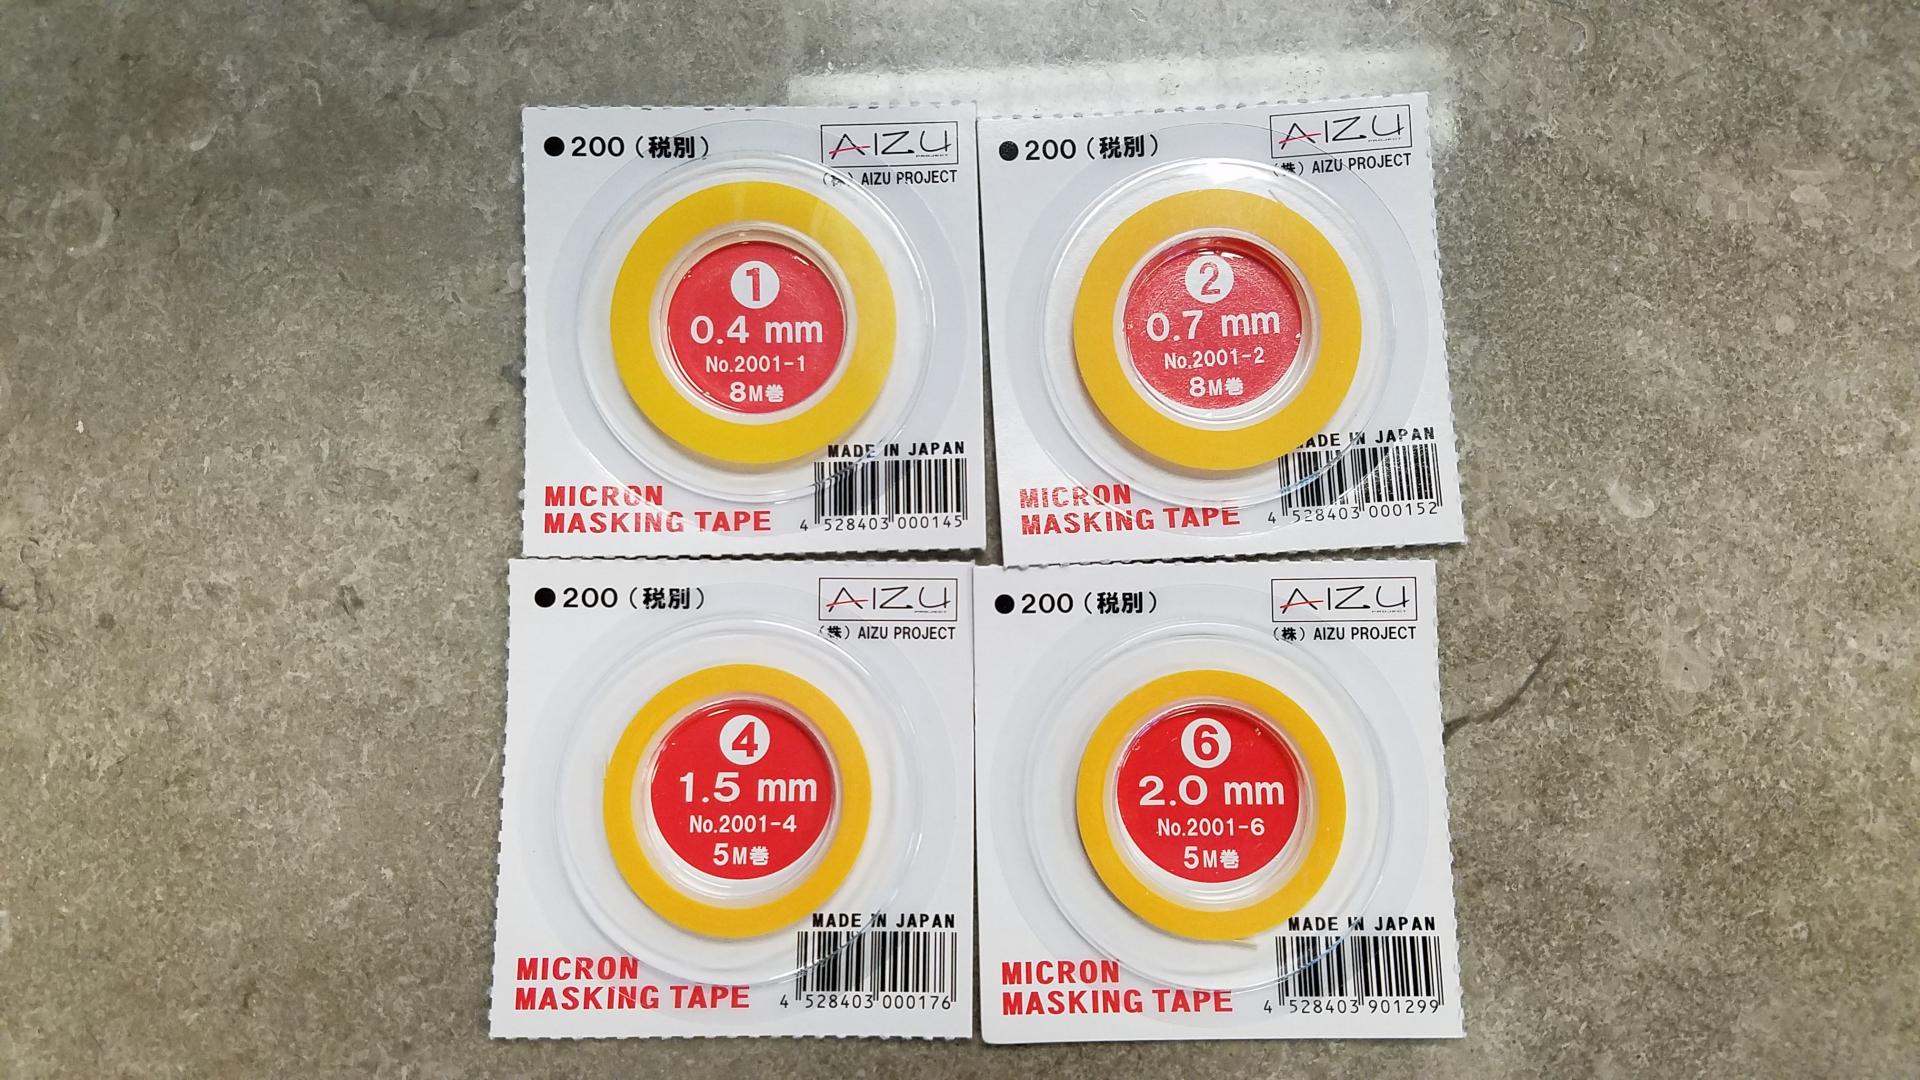 ●200（税別）
AIZU
PROJECT
（株）AIZU PROJECT
1
0.4 mm
No.2001-1
8M巻
MADE IN JAPAN
MICRON
MASKING TAPE
4 528403 000145
●200（税別）
AIZU
PROJECT
（株）AIZU PROJECT
2
0.7 mm
No.2001-2
8M巻
MADE IN JAPAN
MICRON
MASKING TAPE
4 528403 000152
●200（税別）
AIZU
PROJECT
（株）AIZU PROJECT
4
1.5 mm
No.2001-4
5M巻
MADE IN JAPAN
MICRON
MASKING TAPE
4 528403 000176
●200（税別）
AIZU
PROJECT
（株）AIZU PROJECT
6
2.0 mm
No.2001-6
5M巻
MADE IN JAPAN
MICRON
MASKING TAPE
4 528403 901299